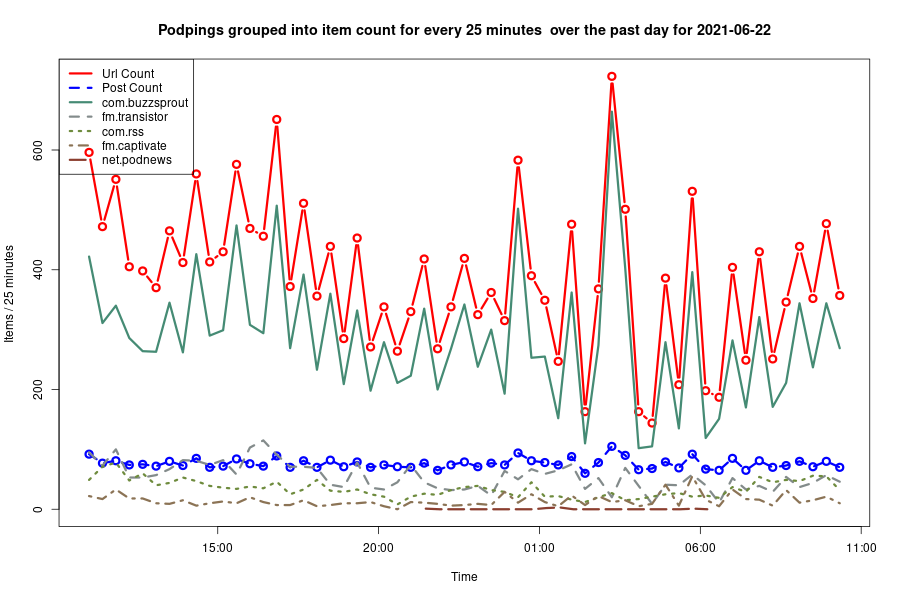 Podpings grouped into item count for every 25 minutes  over the past day for 2021-06-22
Url Count
Post Count
com.buzzsprout
fm.transistor
com.rss
fm.captivate
net.podnews
Items / 25 minutes
600
400
200
0
15:00
20:00
01:00
06:00
11:00
Time